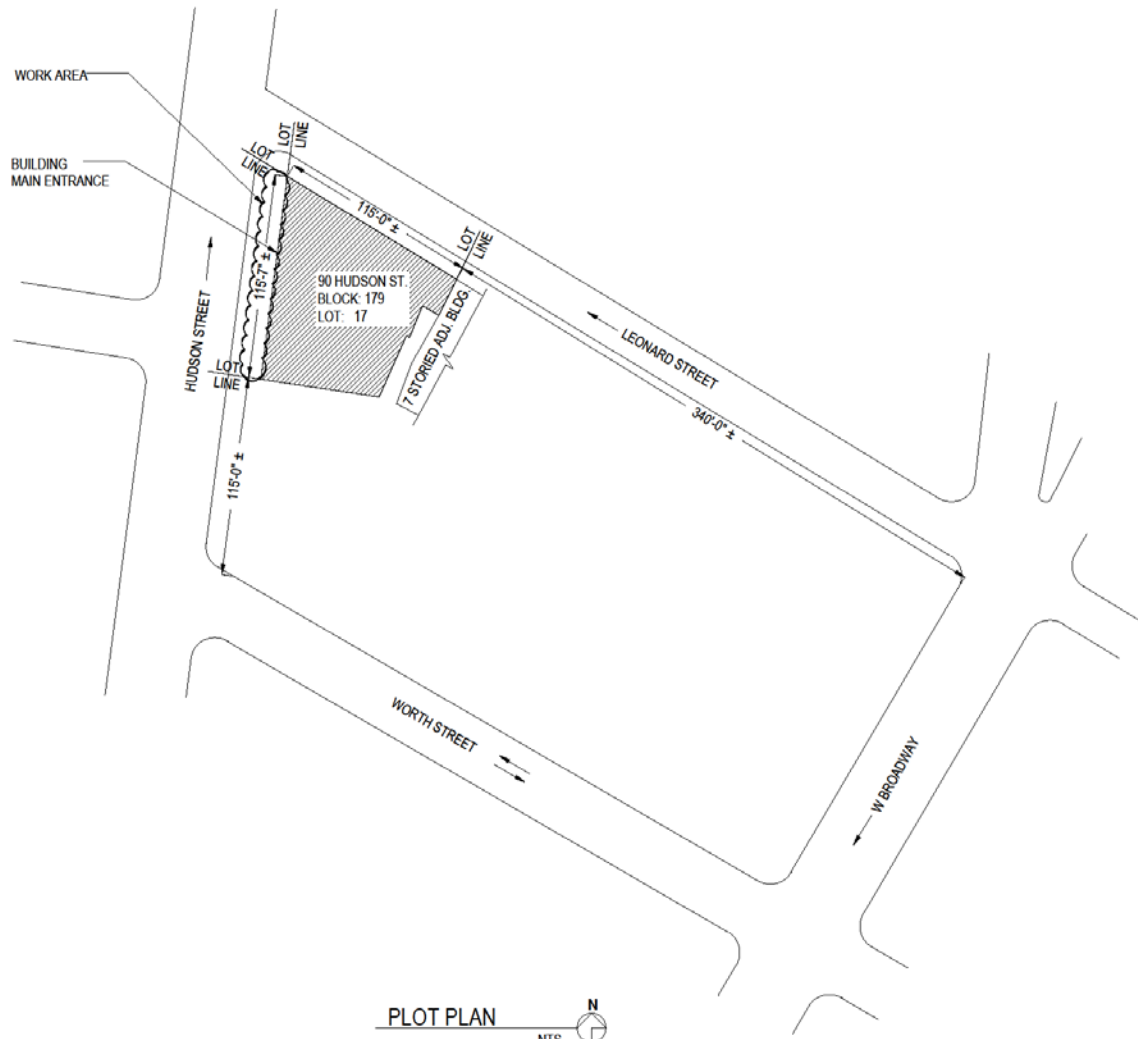 WORK AREA
BUILDING
MAIN ENTRANCE
LOT
LINE
LOT
LINE
115'-0" ±
LOT
LINE
115'-7" ±
90 HUDSON ST.
BLOCK: 179
LOT: 17
HUDSON STREET
LOT
LINE
7 STORIED ADJ. BLDG.
LEONARD STREET
340'-0" ±
115'-0" ±
WORTH STREET
W BROADWAY
PLOT PLAN
N
NTS